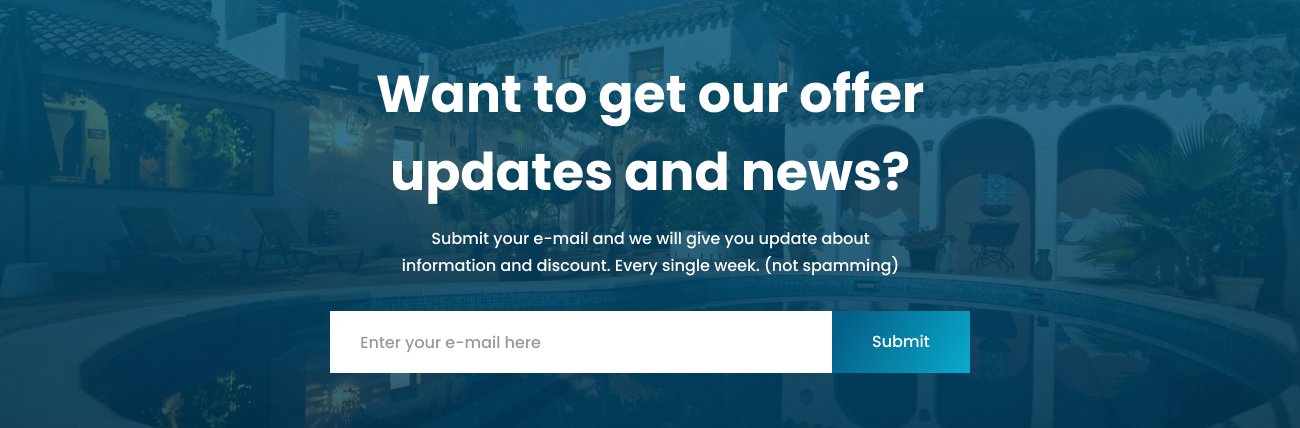 Want to get our offer
updates and news?
Submit your e-mail and we will give you update about
information and discount. Every single week. (not spamming)
Enter your e-mail here
Submit